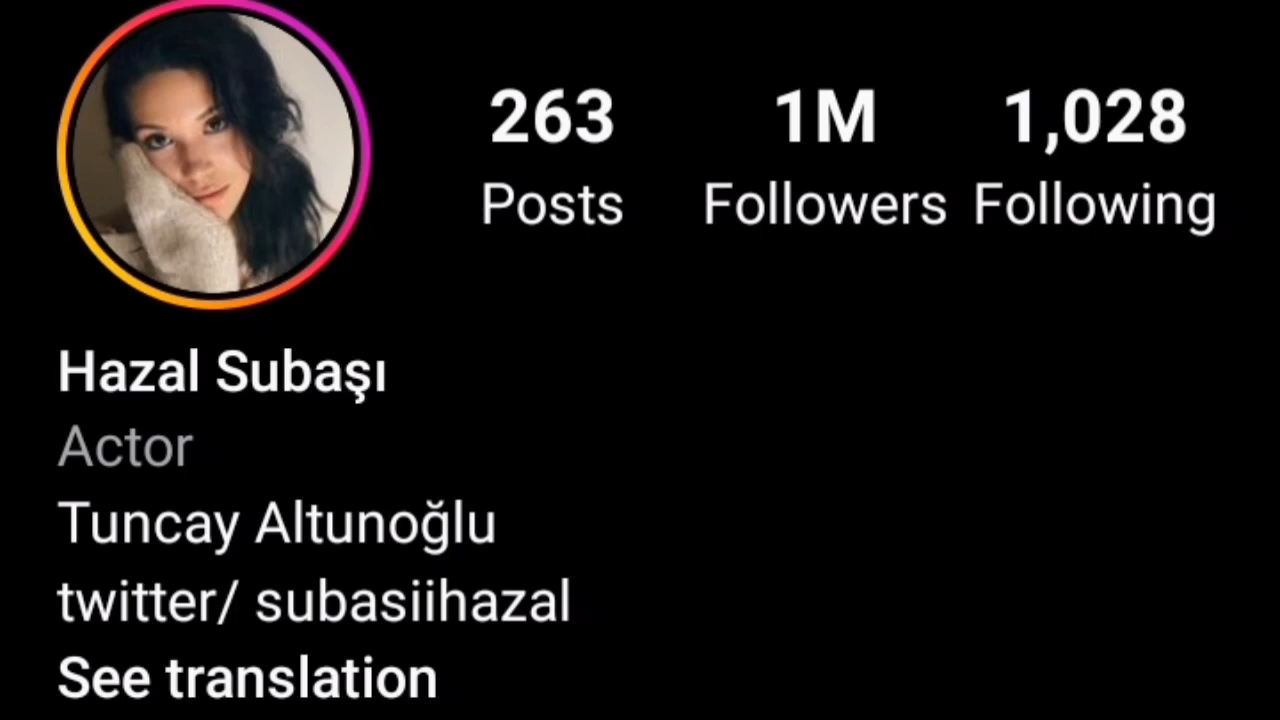 263 1M 1,028
Posts Followers Following
Hazal Subaşı
Actor
Tuncay Altunoğlu
twitter/ subasiihazal
See translation